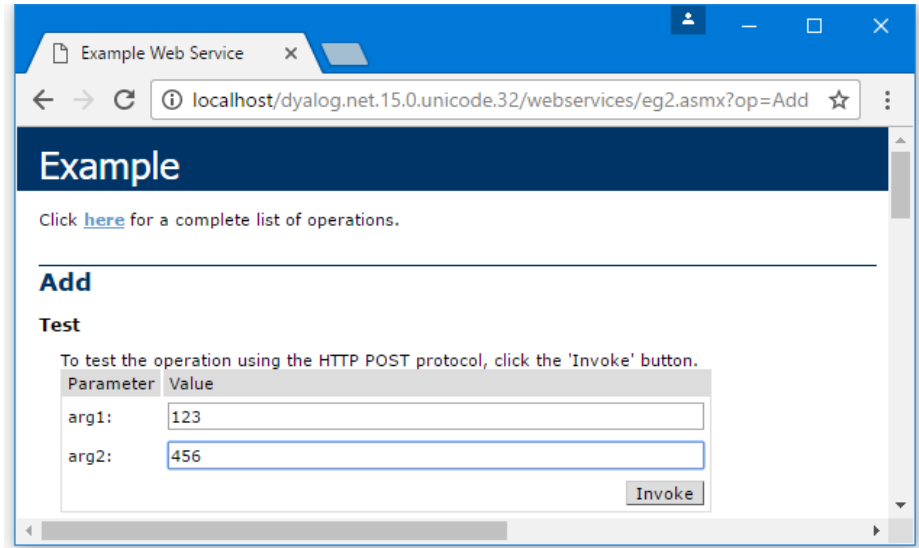 Example Web Service
localhost/dyalog.net.15.0.unicode.32/webservices/eg2.asmx?op=Add
Example
Click here for a complete list of operations.
Add
Test
To test the operation using the HTTP POST protocol, click the 'Invoke' button.
Parameter Value
arg1: 123
arg2: 456
Invoke